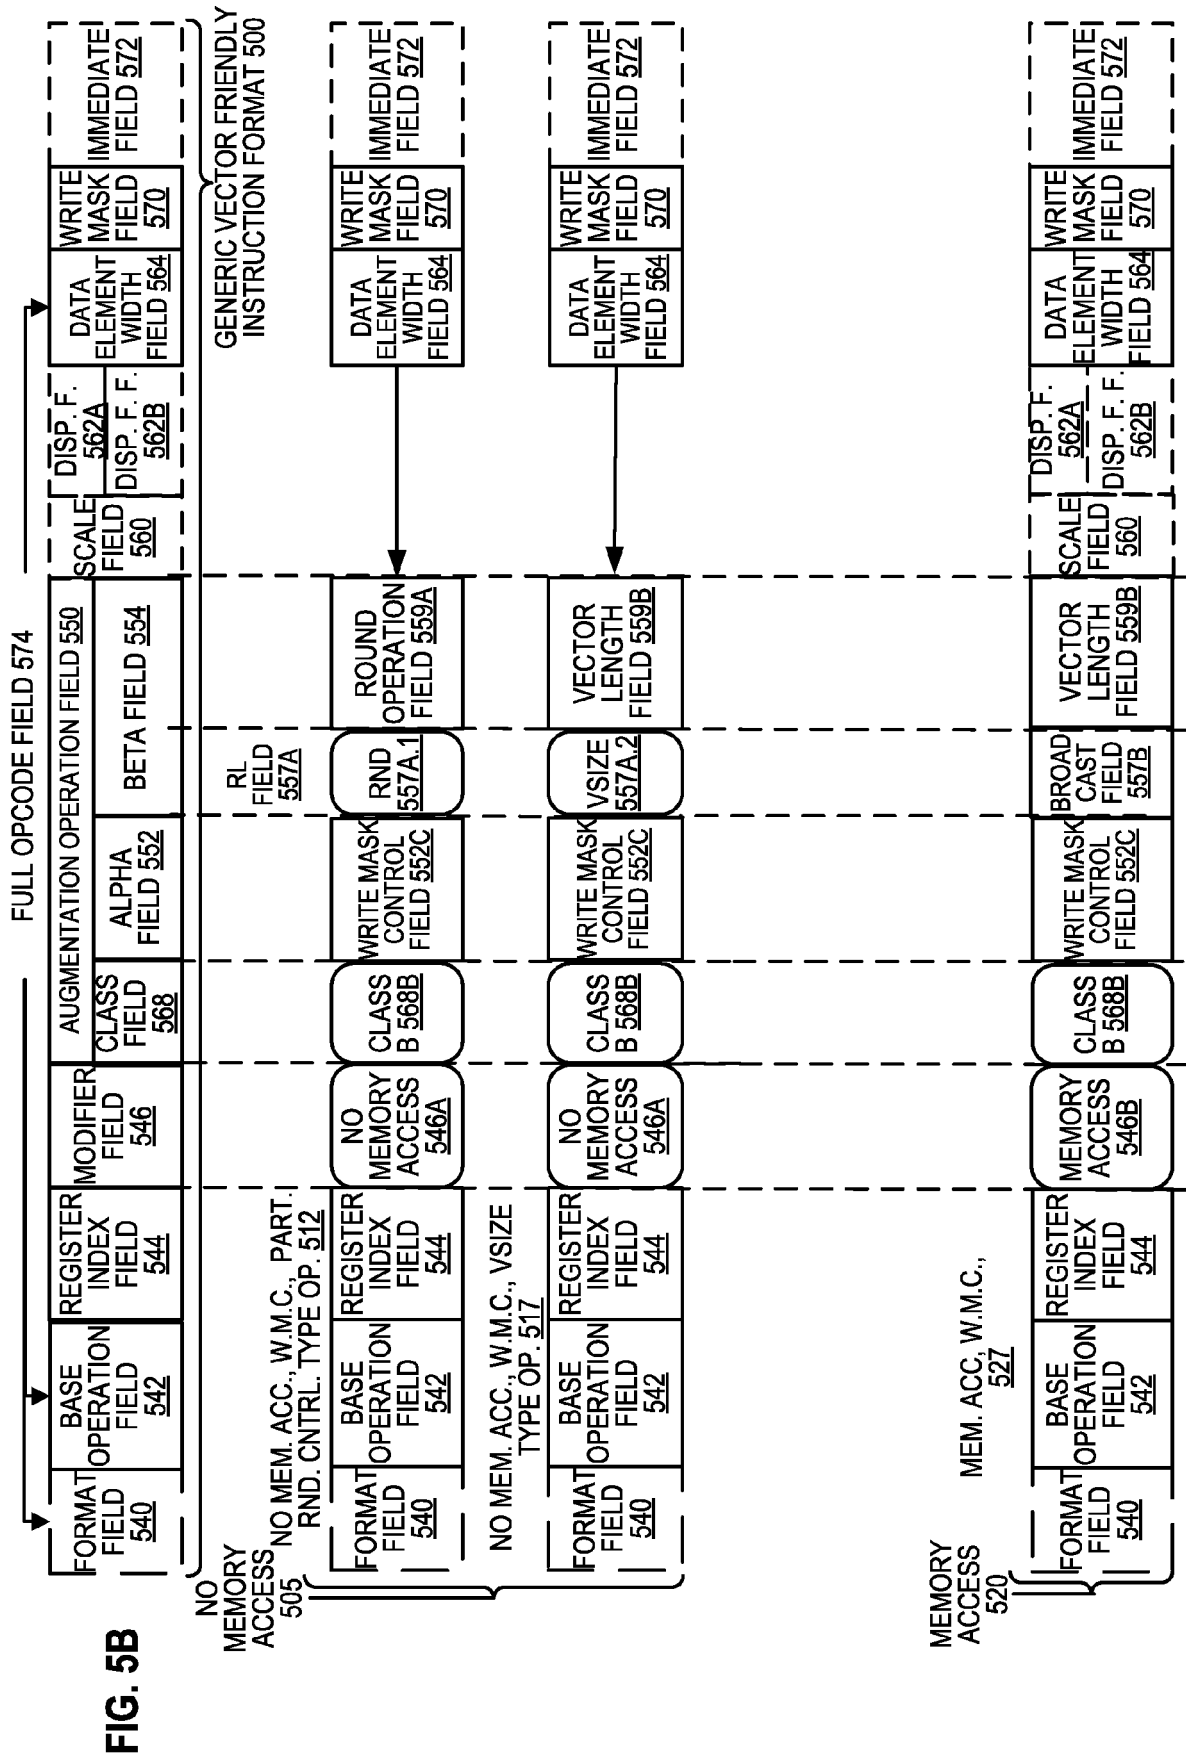 FIG. 5B
FULL OPCODE FIELD 574
FORMAT
FIELD
540
BASE
OPERATION
FIELD
542
REGISTER
INDEX
FIELD
544
MODIFIER
FIELD
546
AUGMENTATION OPERATION FIELD 550
CLASS
FIELD
568
ALPHA
FIELD 552
BETA FIELD 554
SCALE
FIELD
560
DISP. F.
562A
DISP. F. F.
562B
DATA
ELEMENT
WIDTH
FIELD 564
WRITE
MASK
FIELD
570
IMMEDIATE
FIELD 572
GENERIC VECTOR FRIENDLY
INSTRUCTION FORMAT 500
NO
MEMORY
ACCESS
505
NO MEM. ACC., W.M.C., PART.
RND. CNTRL. TYPE OP. 512
RL
FIELD
557A
FORMAT
FIELD
540
BASE
OPERATION
FIELD
542
REGISTER
INDEX
FIELD
544
NO
MEMORY
ACCESS
546A
CLASS
B 568B
WRITE MASK
CONTROL
FIELD 552C
RND
557A.1
ROUND
OPERATION
FIELD 559A
DATA
ELEMENT
WIDTH
FIELD 564
WRITE
MASK
FIELD
570
IMMEDIATE
FIELD 572
NO MEM. ACC., W.M.C., VSIZE
TYPE OP. 517
FORMAT
FIELD
540
BASE
OPERATION
FIELD
542
REGISTER
INDEX
FIELD
544
NO
MEMORY
ACCESS
546A
CLASS
B 568B
WRITE MASK
CONTROL
FIELD 552C
VSIZE
557A.2
VECTOR
LENGTH
FIELD 559B
DATA
ELEMENT
WIDTH
FIELD 564
WRITE
MASK
FIELD
570
IMMEDIATE
FIELD 572
MEMORY
ACCESS
520
MEM. ACC, W.M.C.,
527
FORMAT
FIELD
540
BASE
OPERATION
FIELD
542
REGISTER
INDEX
FIELD
544
MEMORY
ACCESS
546B
CLASS
B 568B
WRITE MASK
CONTROL
FIELD 552C
BROAD
CAST
FIELD
557B
VECTOR
LENGTH
FIELD 559B
SCALE
FIELD
560
DISP. F.
562A
DISP. F. F.
562B
DATA
ELEMENT
WIDTH
FIELD 564
WRITE
MASK
FIELD
570
IMMEDIATE
FIELD 572